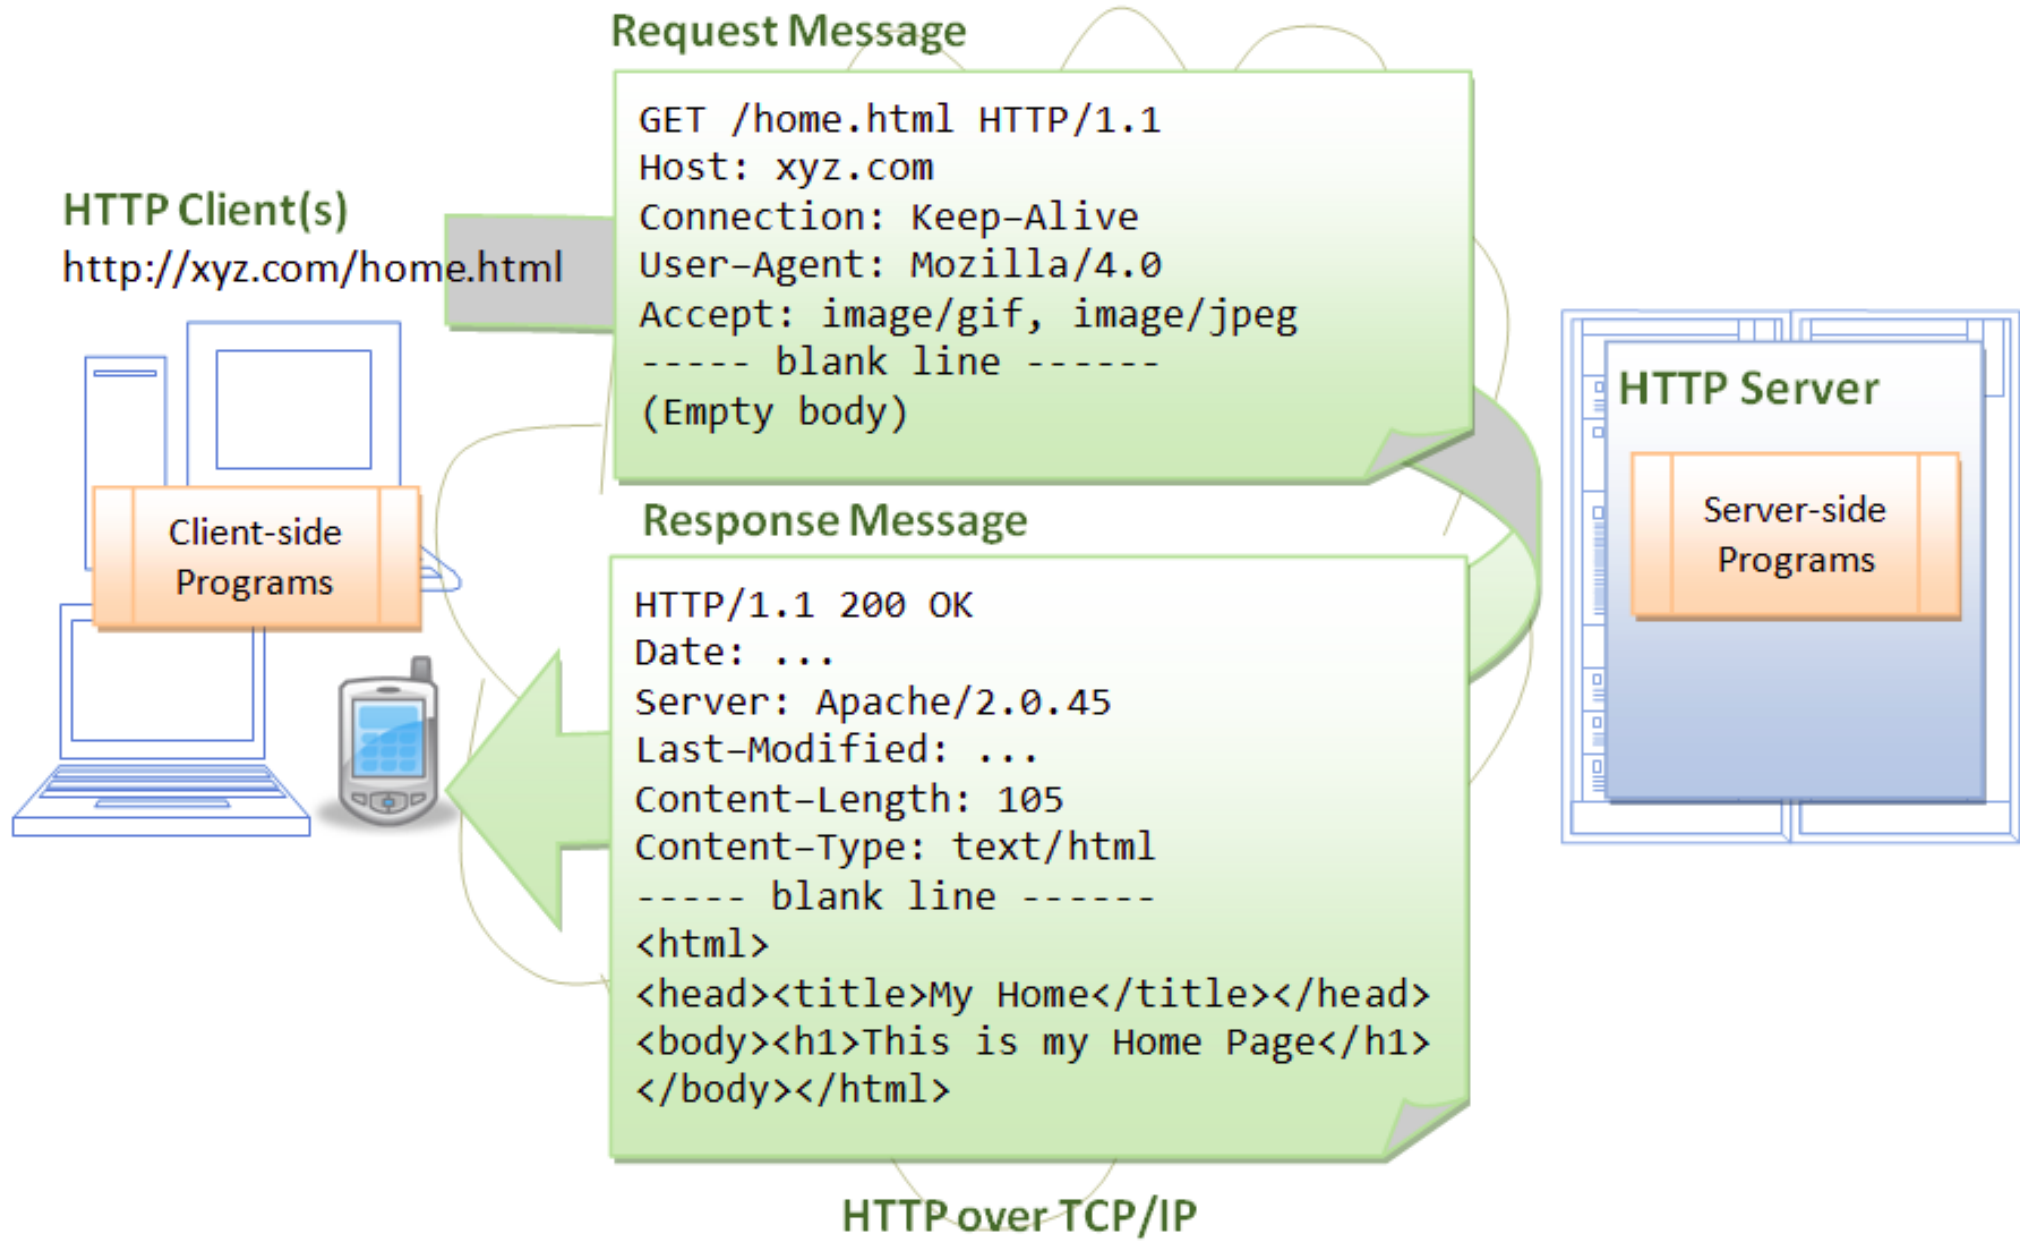 Request Message
GET /home.html HTTP/1.1
Host: xyz.com
Connection: Keep-Alive
User-Agent: Mozilla/4.0
Accept: image/gif, image/jpeg
----- blank line ------
(Empty body)
HTTP Client(s)
http://xyz.com/home.html
Client-side
Programs
HTTP Server
Server-side
Programs
Response Message
HTTP/1.1 200 OK
Date: ...
Server: Apache/2.0.45
Last-Modified: ...
Content-Length: 105
Content-Type: text/html
----- blank line ------
<html>
<head><title>My Home</title></head>
<body><h1>This is my Home Page</h1>
</body></html>
HTTP over TCP/IP